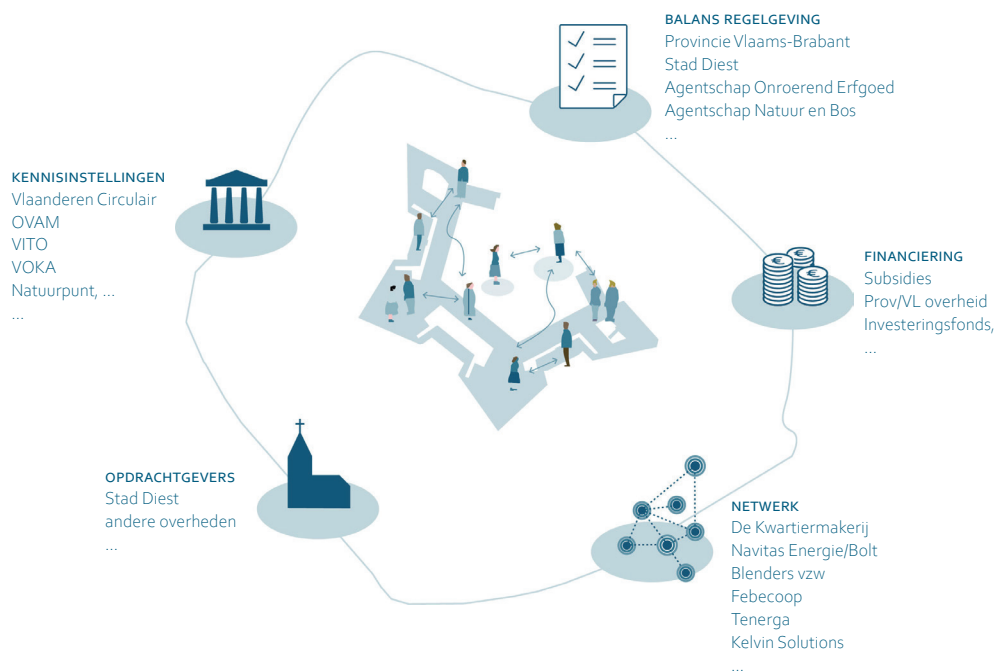 BALANS REGELGEVING
Provincie Vlaams-Brabant
Stad Diest
Agentschap Onroerend Erfgoed
Agentschap Natuur en Bos
...
KENNISINSTELLINGEN
Vlaanderen Circulair
OVAM
VITO
VOKA
Natuurpunt, ...
...
FINANCIERING
Subsidies
Prov/VL overheid
Investeringsfonds,
...
€
€
€
OPDRACHTGEVERS
Stad Diest
andere overheden
...
NETWERK
De Kwartiermakerij
Navitas Energie/Bolt
Blenders vzw
Febecoop
Tenerga
Kelvin Solutions
...